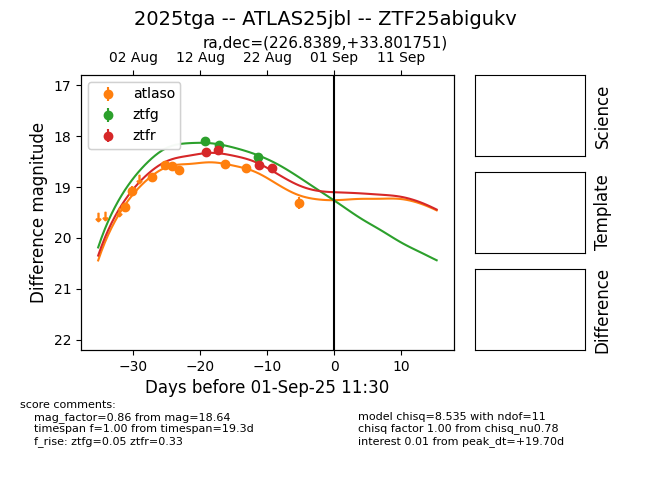 2025tga -- ATLAS25jbl -- ZTF25abigukv
ra,dec=(226.8389,+33.801751)
02 Aug 12 Aug 22 Aug 01 Sep 11 Sep
atlaso
ztfg
ztfr
17
18
19
20
21
22
Difference magnitude
−30 −20 −10 0 10
Days before 01-Sep-25 11:30
Science
Template
Difference
score comments:
mag_factor=0.86 from mag=18.64
timespan f=1.00 from timespan=19.3d
f_rise: ztfg=0.05 ztfr=0.33
model chisq=8.535 with ndof=11
chisq factor 1.00 from chisq_nu0.78
interest 0.01 from peak_dt=+19.70d